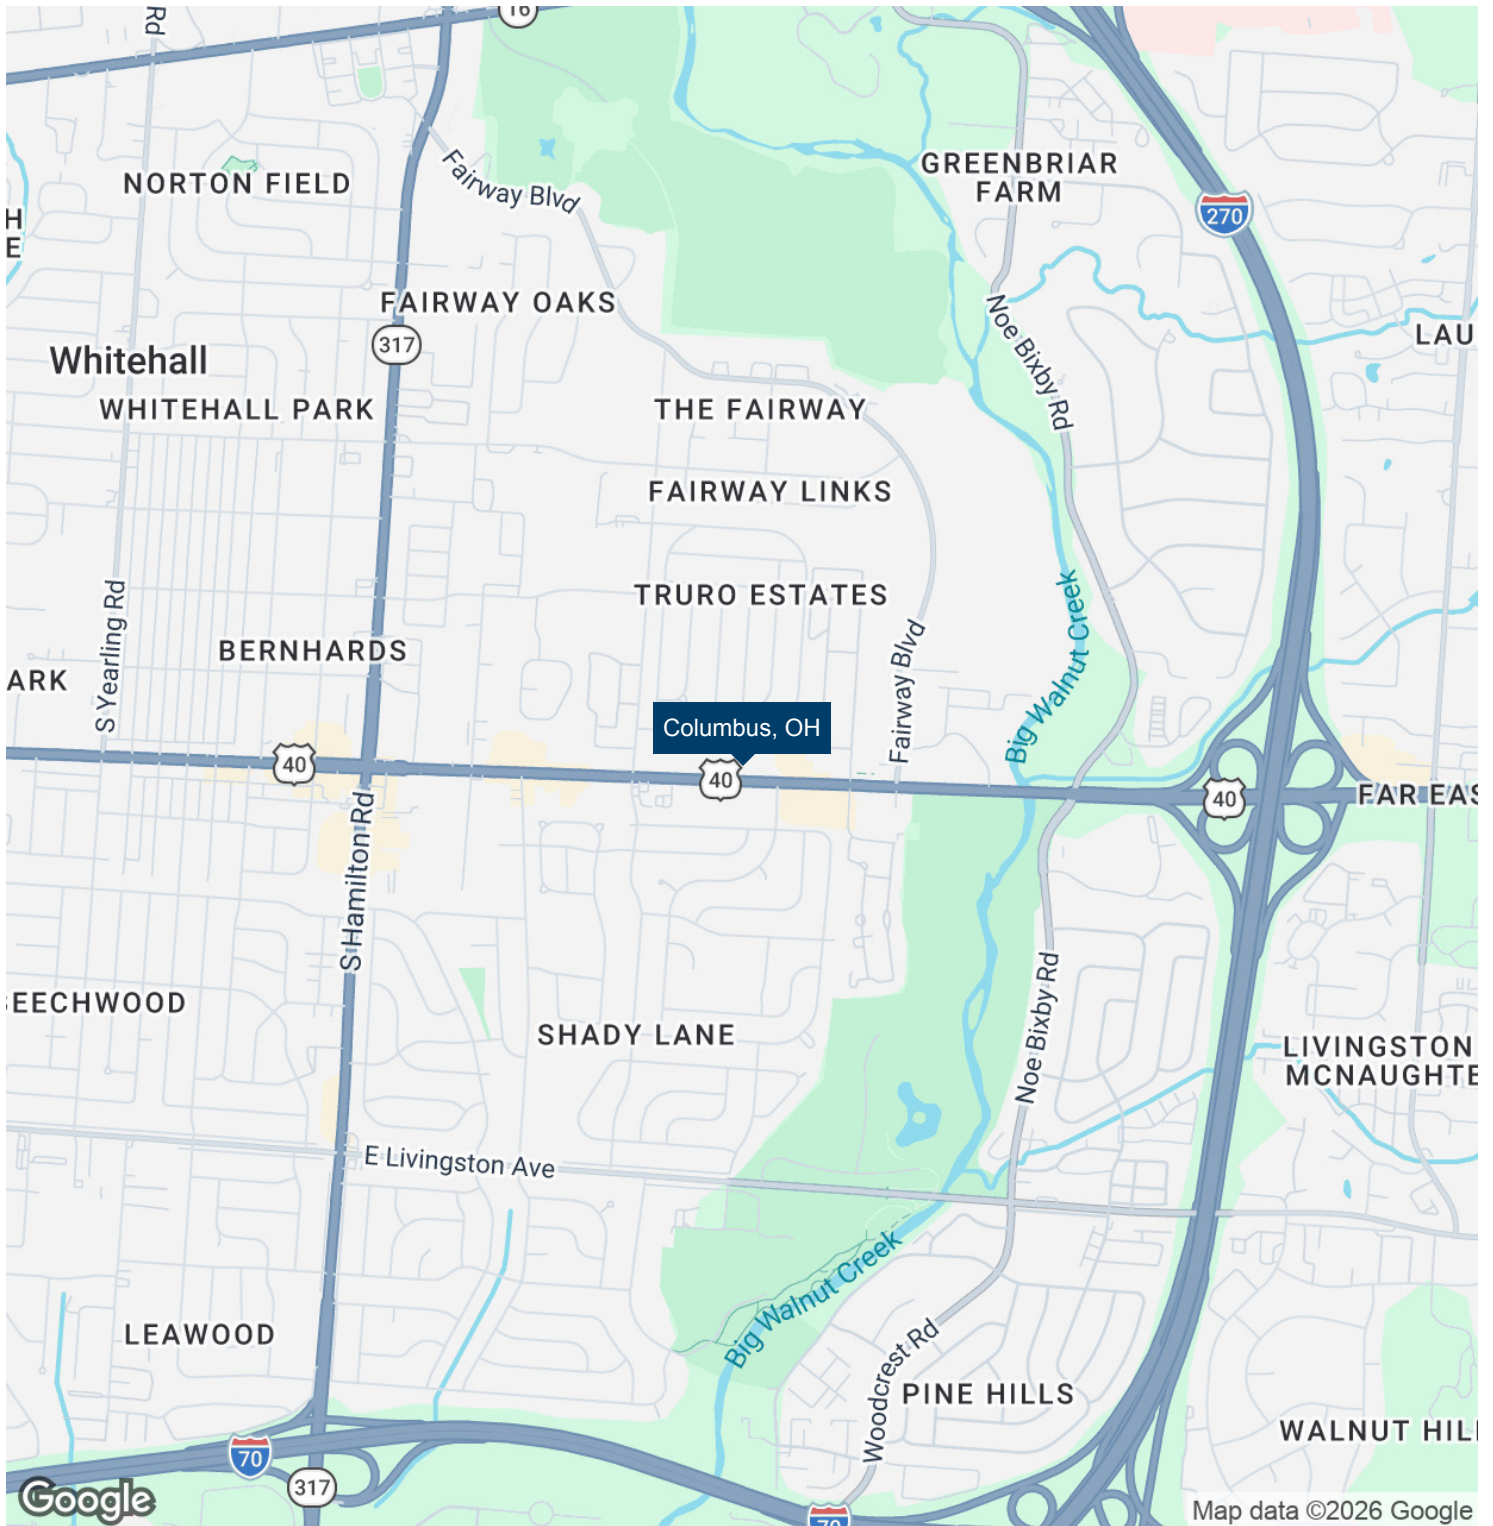 16
Rd
GREENBRIAR
FARM
NORTON FIELD
Fairway Blvd
270
H
E
FAIRWAY OAKS
Noe Bixby Rd
LAU
317
Whitehall
WHITEHALL PARK
THE FAIRWAY
FAIRWAY LINKS
TRURO ESTATES
Big Walnut Creek
S Yearling Rd
BERNHARDS
ARK
Fairway Blvd
Columbus, OH
40
40
40
FAR EAS
S Hamilton Rd
EECHWOOD
SHADY LANE
Noe Bixby Rd
LIVINGSTON
MCNAUGHTE
E Livingston Ave
Big Walnut Creek
LEAWOOD
Woodcrest Rd
PINE HILLS
WALNUT HIL
70
317
70
Google
Map data ©2026 Google